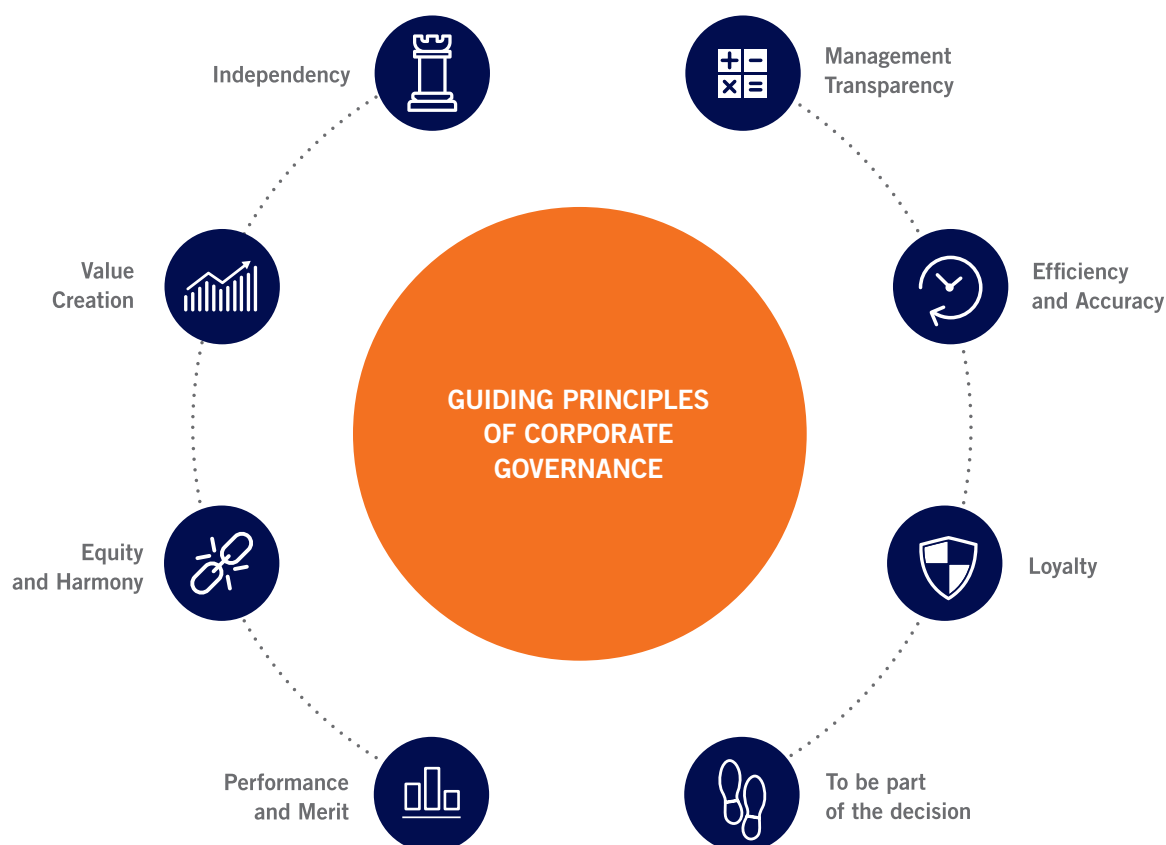 Independency
Management
Transparency
Value
Creation
Efficiency
and Accuracy
GUIDING PRINCIPLES
OF CORPORATE
GOVERNANCE
Equity
and Harmony
Loyalty
Performance
and Merit
To be part
of the decision